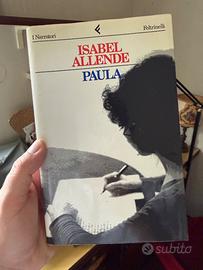 I Narratori
Feltrinelli
ISABEL
ALLENDE
PAULA
subito